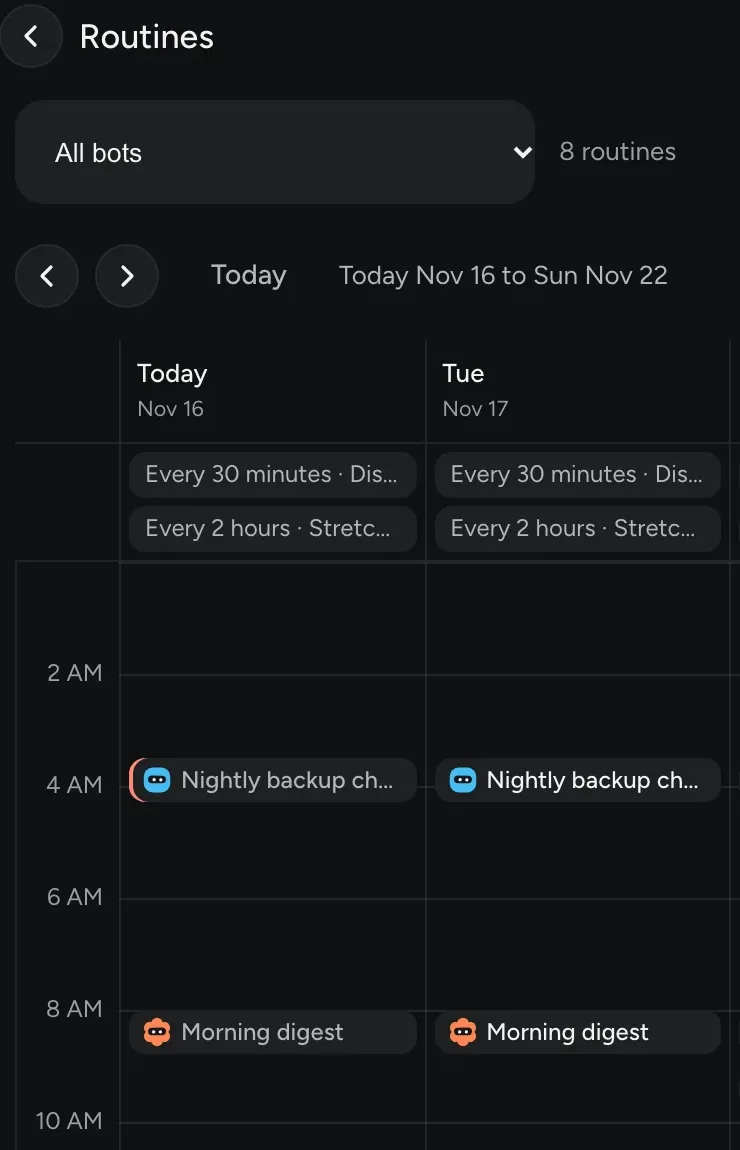 Routines
All bots
8 routines
Today
Today Nov 16 to Sun Nov 22
Today
Nov 16
Tue
Nov 17
Every 30 minutes · Dis...
Every 30 minutes · Dis...
Every 2 hours · Stretc...
Every 2 hours · Stretc...
2 AM
4 AM
Nightly backup ch...
Nightly backup ch...
6 AM
8 AM
Morning digest
Morning digest
10 AM